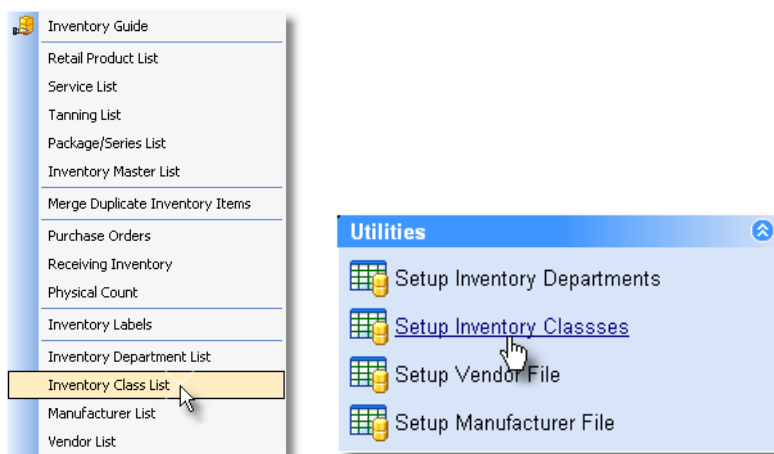 Inventory Guide
Retail Product List
Service List
Tanning List
Package/Series List
Inventory Master List
Merge Duplicate Inventory Items
Purchase Orders
Receiving Inventory
Physical Count
Inventory Labels
Inventory Department List
Inventory Class List
Manufacturer List
Vendor List
Utilities
Setup Inventory Departments
Setup Inventory Classses
Setup Vendor File
Setup Manufacturer File